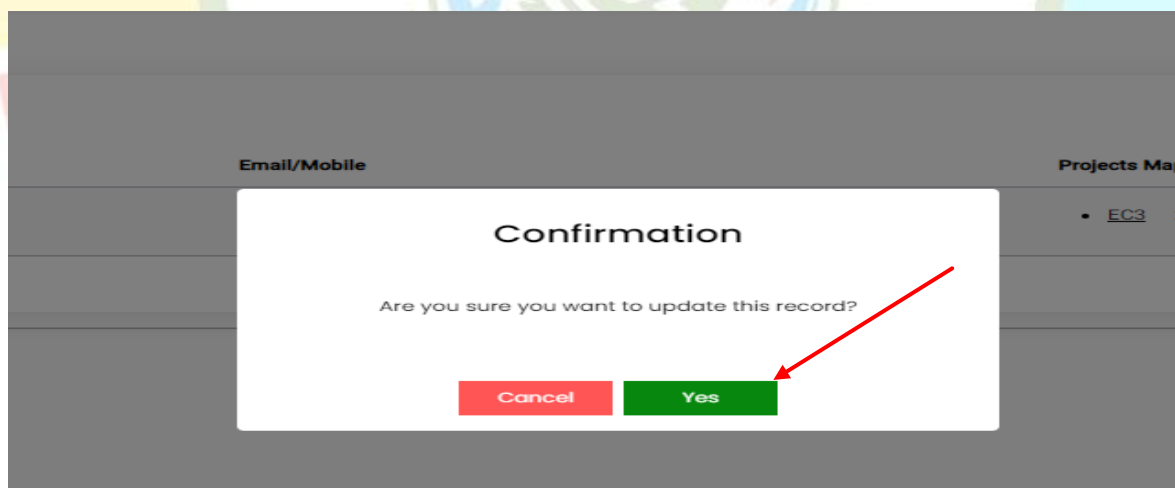 Email/Mobile
Projects Ma
EC3
Confirmation
Are you sure you want to update this record?
Cancel
Yes